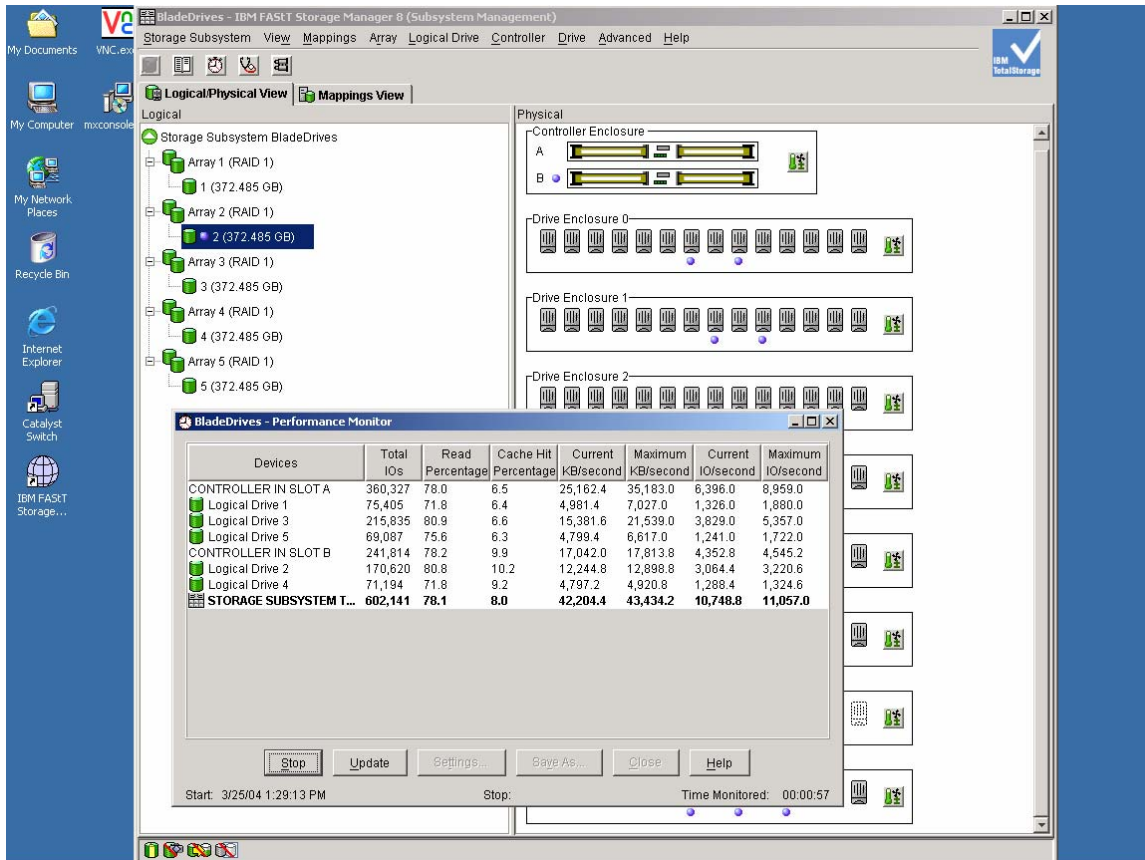 My Documents
VNC.ex
My Computer
mxconsole
My Network
Places
Recycle Bin
Internet
Explorer
Catalyst
Switch
IBM FAStT
Storage...
BladeDrives - IBM FAStT Storage Manager 8 (Subsystem Management)
Storage Subsystem View Mappings Array Logical Drive Controller Drive Advanced Help
IBM
TotalStorage
Logical/Physical View Mappings View
Logical
Storage Subsystem BladeDrives
Array 1 (RAID 1)
1 (372.485 GB)
Array 2 (RAID 1)
2 (372.485 GB)
Array 3 (RAID 1)
3 (372.485 GB)
Array 4 (RAID 1)
4 (372.485 GB)
Array 5 (RAID 1)
5 (372.485 GB)
Physical
Controller Enclosure
A
B
Drive Enclosure 0
Drive Enclosure 1
Drive Enclosure 2
BladeDrives - Performance Monitor
Devices Total IOs Read Percentage Cache Hit Percentage Current KB/second Maximum KB/second Current IO/second Maximum IO/second
CONTROLLER IN SLOT A 360,327 78.0 6.5 25,162.4 35,183.0 6,396.0 8,959.0
Logical Drive 1 75,405 71.8 6.4 4,981.4 7,027.0 1,326.0 1,880.0
Logical Drive 3 215,835 80.9 6.6 15,381.6 21,539.0 3,829.0 5,357.0
Logical Drive 5 69,087 75.6 6.3 4,799.4 6,617.0 1,241.0 1,722.0
CONTROLLER IN SLOT B 241,814 78.2 9.9 17,042.0 17,813.8 4,352.8 4,545.2
Logical Drive 2 170,620 80.8 10.2 12,244.8 12,898.8 3,064.4 3,220.6
Logical Drive 4 71,194 71.8 9.2 4,797.2 4,920.8 1,288.4 1,324.6
STORAGE SUBSYSTEM T... 602,141 78.1 8.0 42,204.4 43,434.2 10,748.8 11,057.0
Stop Update Settings... Save As... Close Help
Start: 3/25/04 1:29:13 PM Stop: Time Monitored: 00:00:57